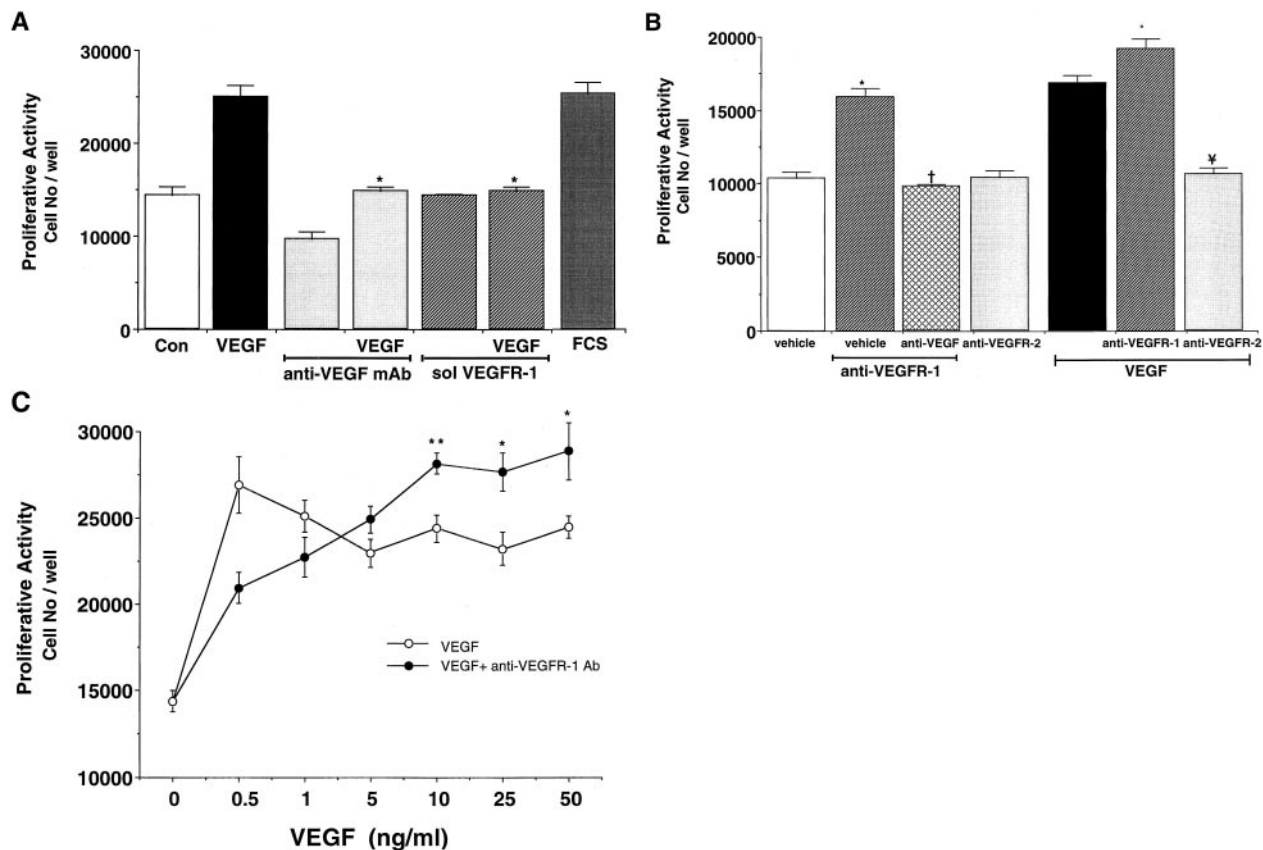 A
30000
20000
10000
0
Proliferative Activity
Cell No / well
*
*
Con
VEGF
VEGF
VEGF
FCS
anti-VEGF mAb
sol VEGFR-1
B
20000
15000
10000
5000
0
Proliferative Activity
Cell No / well
*
†
*
¥
vehicle
vehicle
anti-VEGF
anti-VEGFR-2
anti-VEGFR-1
anti-VEGFR-2
anti-VEGFR-1
VEGF
C
30000
25000
20000
15000
10000
Proliferative Activity
Cell No / well
**
*
*
VEGF
VEGF+ anti-VEGFR-1 Ab
0 0.5 1 5 10 25 50
VEGF (ng/ml)